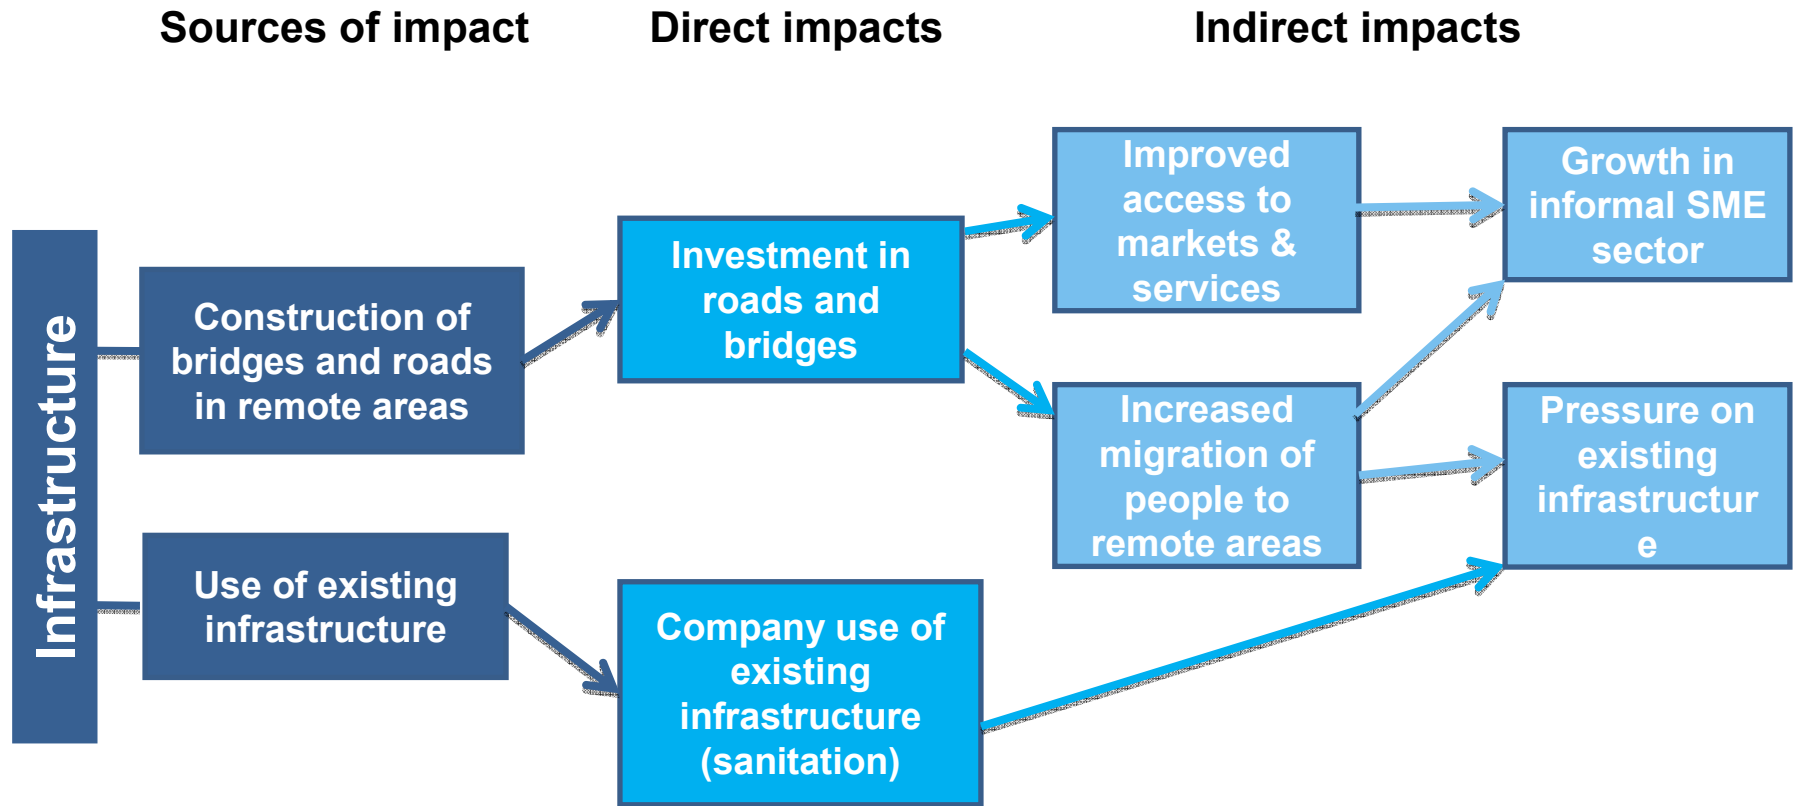 Sources of impact
Direct impacts
Indirect impacts
Infrastructure
Construction of
bridges and roads
in remote areas
Use of existing
infrastructure
Investment in
roads and
bridges
Company use of
existing
infrastructure
(sanitation)
Improved
access to
markets &
services
Increased
migration of
people to
remote areas
Growth in
informal SME
sector
Pressure on
existing
infrastructur
e